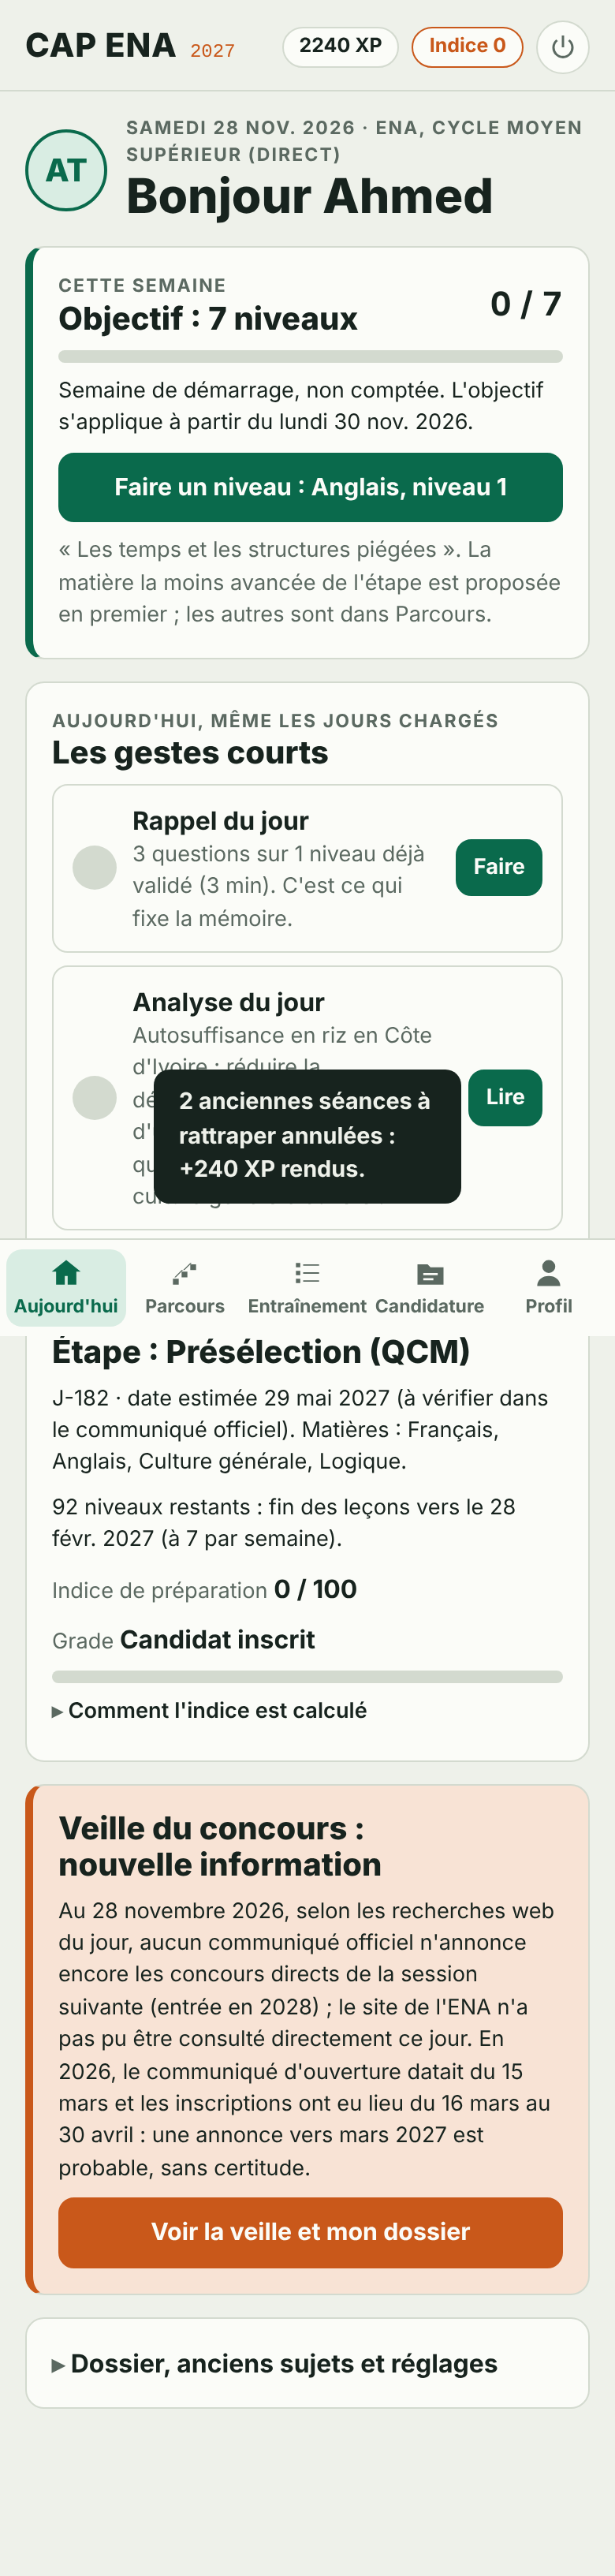 CAP ENA 2027
2240 XP
Indice 0
AT
SAMEDI 28 NOV. 2026 · ENA, CYCLE MOYEN
SUPÉRIEUR (DIRECT)
Bonjour Ahmed
CETTE SEMAINE
Objectif : 7 niveaux
0 / 7
Semaine de démarrage, non comptée. L'objectif
s'applique à partir du lundi 30 nov. 2026.
Faire un niveau : Anglais, niveau 1
« Les temps et les structures piégées ». La
matière la moins avancée de l'étape est proposée
en premier ; les autres sont dans Parcours.
AUJOURD'HUI, MÊME LES JOURS CHARGÉS
Les gestes courts
Rappel du jour
3 questions sur 1 niveau déjà
validé (3 min). C'est ce qui
fixe la mémoire.
Faire
Analyse du jour
Autosuffisance en riz en Côte
d'Ivoire : réduire la
Lire
2 anciennes séances à
rattraper annulées :
+240 XP rendus.
Aujourd'hui
Parcours
Entraînement
Candidature
Profil
Étape : Présélection (QCM)
J-182 · date estimée 29 mai 2027 (à vérifier dans
le communiqué officiel). Matières : Français,
Anglais, Culture générale, Logique.
92 niveaux restants : fin des leçons vers le 28
févr. 2027 (à 7 par semaine).
Indice de préparation 0 / 100
Grade Candidat inscrit
▸ Comment l'indice est calculé
Veille du concours :
nouvelle information
Au 28 novembre 2026, selon les recherches web
du jour, aucun communiqué officiel n'annonce
encore les concours directs de la session
suivante (entrée en 2028) ; le site de l'ENA n'a
pas pu être consulté directement ce jour. En
2026, le communiqué d'ouverture datait du 15
mars et les inscriptions ont eu lieu du 16 mars au
30 avril : une annonce vers mars 2027 est
probable, sans certitude.
Voir la veille et mon dossier
▸ Dossier, anciens sujets et réglages